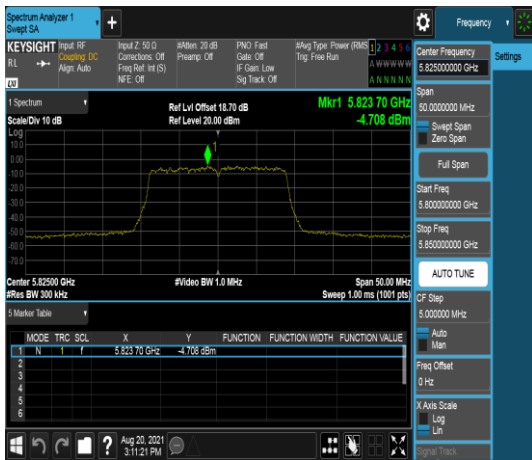 Spectrum Analyzer 1
Swept SA
+
Frequency
Settings
KEYSIGHT
RL
LXI
Input: RF
Coupling: DC
Align: Auto
Input Z: 50 Ω
Corrections: Off
Freq Ref: Int (S)
NFE: Off
#Atten: 20 dB
Preamp: Off
PNO: Fast
Gate: Off
IF Gain: Low
Sig Track: Off
#Avg Type: Power (RMS
Trig: Free Run
1 2 3 4 5 6
A W W W W W
A N N N N N
1 Spectrum
Scale/Div 10 dB
Ref Lvl Offset 18.70 dB
Ref Level 20.00 dBm
Mkr1 5.823 70 GHz
-4.708 dBm
Log
10.0
0.00
-10.0
-20.0
-30.0
-40.0
-50.0
-60.0
-70.0
1
Center 5.82500 GHz
#Res BW 300 kHz
#Video BW 1.0 MHz
Span 50.00 MHz
Sweep 1.00 ms (1001 pts)
5 Marker Table
MODE TRC SCL X Y FUNCTION FUNCTION WIDTH FUNCTION VALUE
1 N 1 f 5.823 70 GHz -4.708 dBm
2
3
4
5
6
Center Frequency
5.825000000 GHz
Span
50.0000000 MHz
Swept Span
Zero Span
Full Span
Start Freq
5.800000000 GHz
Stop Freq
5.850000000 GHz
AUTO TUNE
CF Step
5.000000 MHz
Auto
Man
Freq Offset
0 Hz
X Axis Scale
Log
Lin
Signal Track
?
Aug 20, 2021
3:11:21 PM